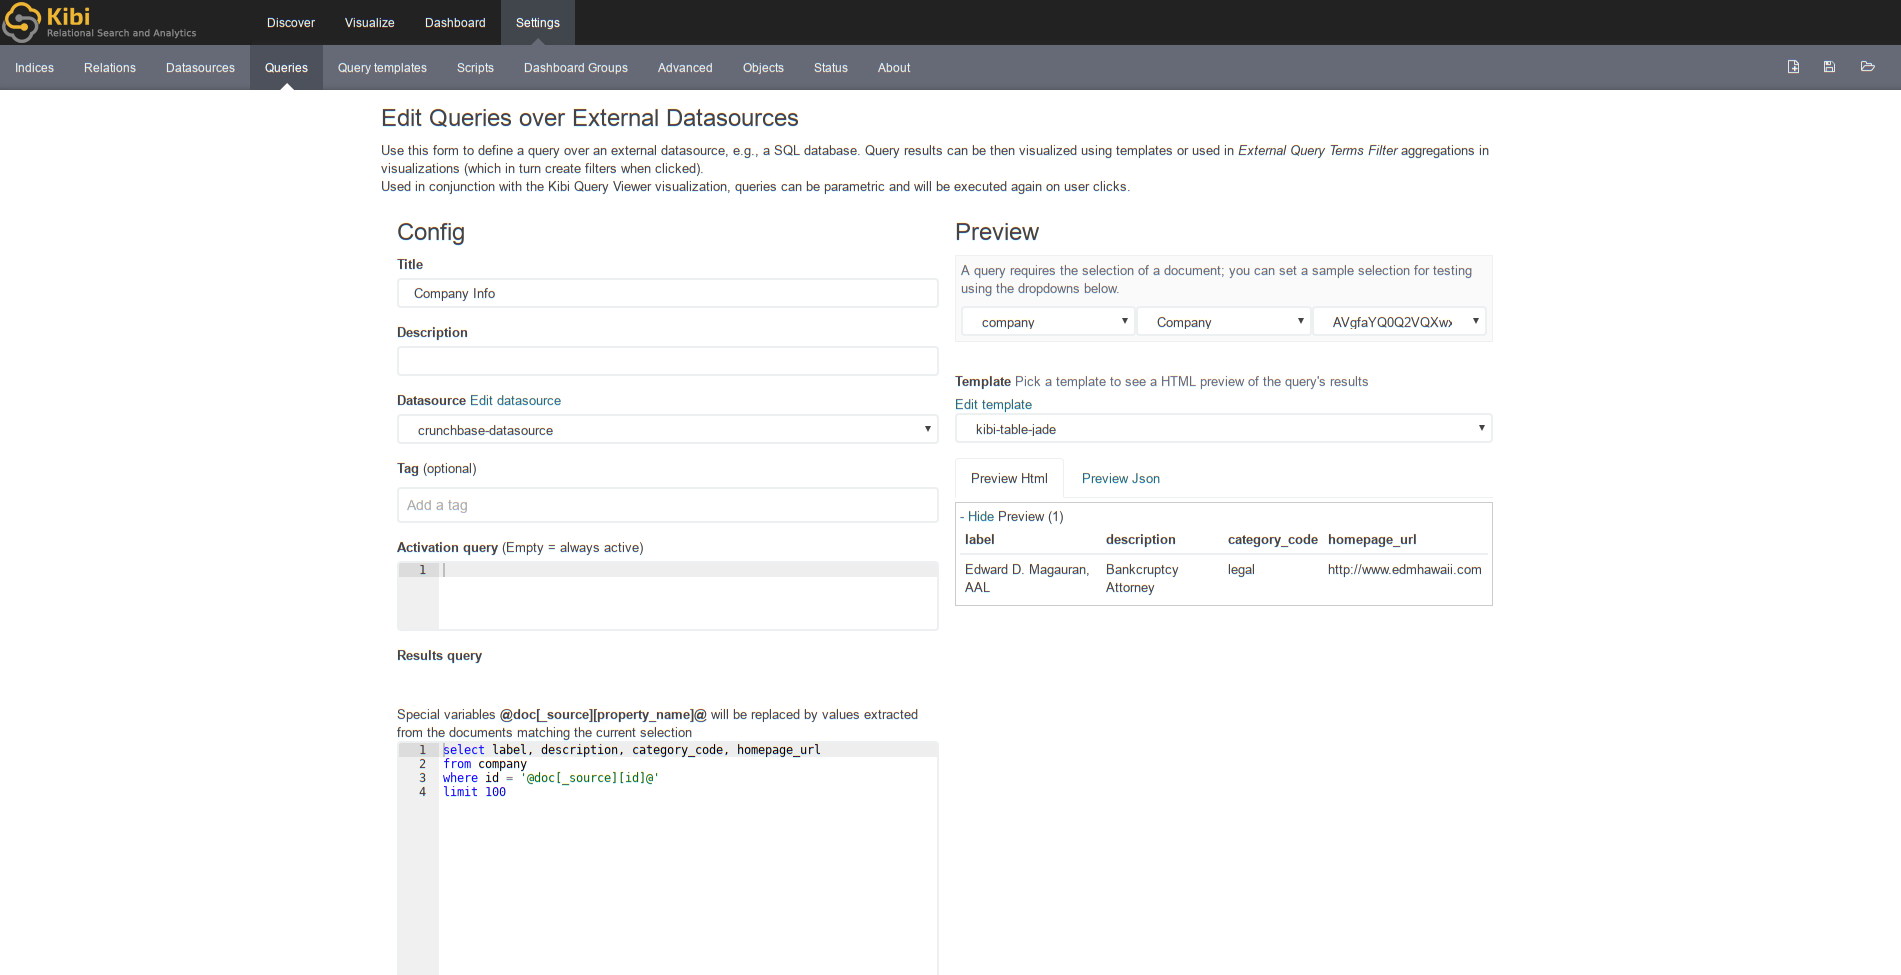 Kibi
Relational Search and Analytics
Discover Visualize Dashboard Settings
Indices Relations Datasources Queries Query templates Scripts Dashboard Groups Advanced Objects Status About
Edit Queries over External Datasources
Use this form to define a query over an external datasource, e.g., a SQL database. Query results can be then visualized using templates or used in External Query Terms Filter aggregations in
visualizations (which in turn create filters when clicked).
Used in conjunction with the Kibi Query Viewer visualization, queries can be parametric and will be executed again on user clicks.
Config
Title
Company Info
Description
Datasource Edit datasource
crunchbase-datasource
Tag (optional)
Add a tag
Activation query (Empty = always active)
1
Results query
Special variables @doc[_source][property_name]@ will be replaced by values extracted
from the documents matching the current selection
1 select label, description, category_code, homepage_url
2 from company
3 where id = '@doc[_source][id]@'
4 limit 100
Preview
A query requires the selection of a document; you can set a sample selection for testing
using the dropdowns below.
company Company AVgfaYQ0Q2VQXwx
Template Pick a template to see a HTML preview of the query's results
Edit template
kibi-table-jade
Preview Html Preview Json
- Hide Preview (1)
label description category_code homepage_url
Edward D. Magauran, Bankcruptcy legal http://www.edmhawaii.com
AAL Attorney